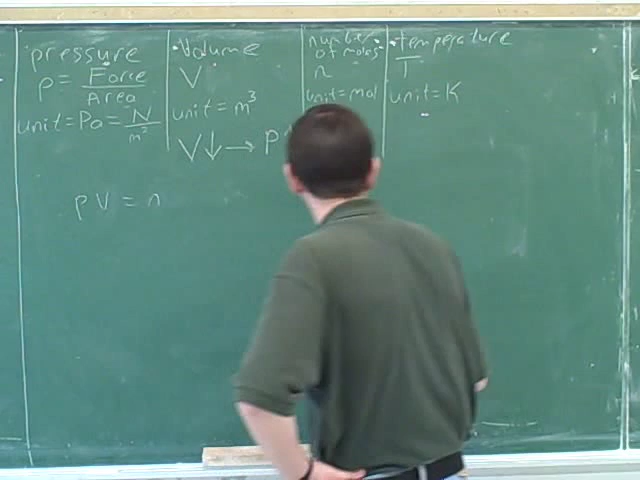 pressure
p = Force / Area
unit = Pa = N / m²
Volume
V
unit = m³
V↓ → P
number of moles
n
unit = mol
temperature
T
unit = K
pV = n